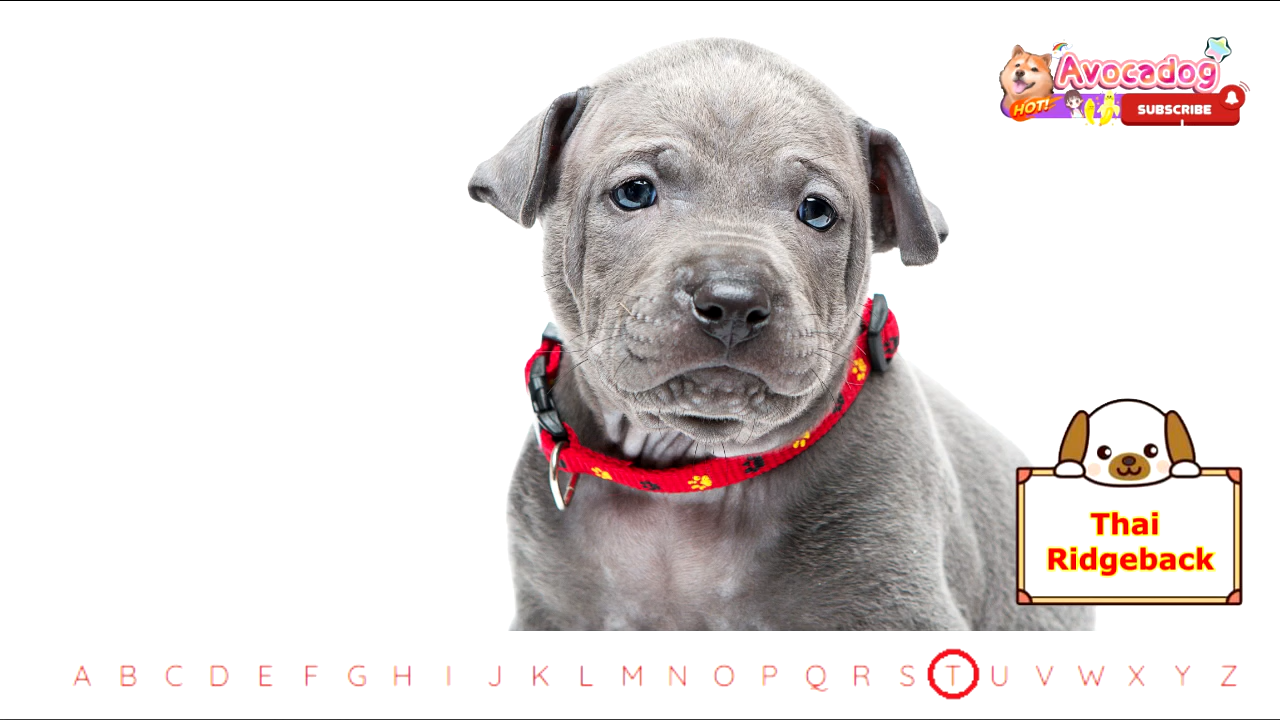 Avocadog
HOT!
SUBSCRIBE
Thai
Ridgeback
A B C D E F G H I J K L M N O P Q R S T U V W X Y Z